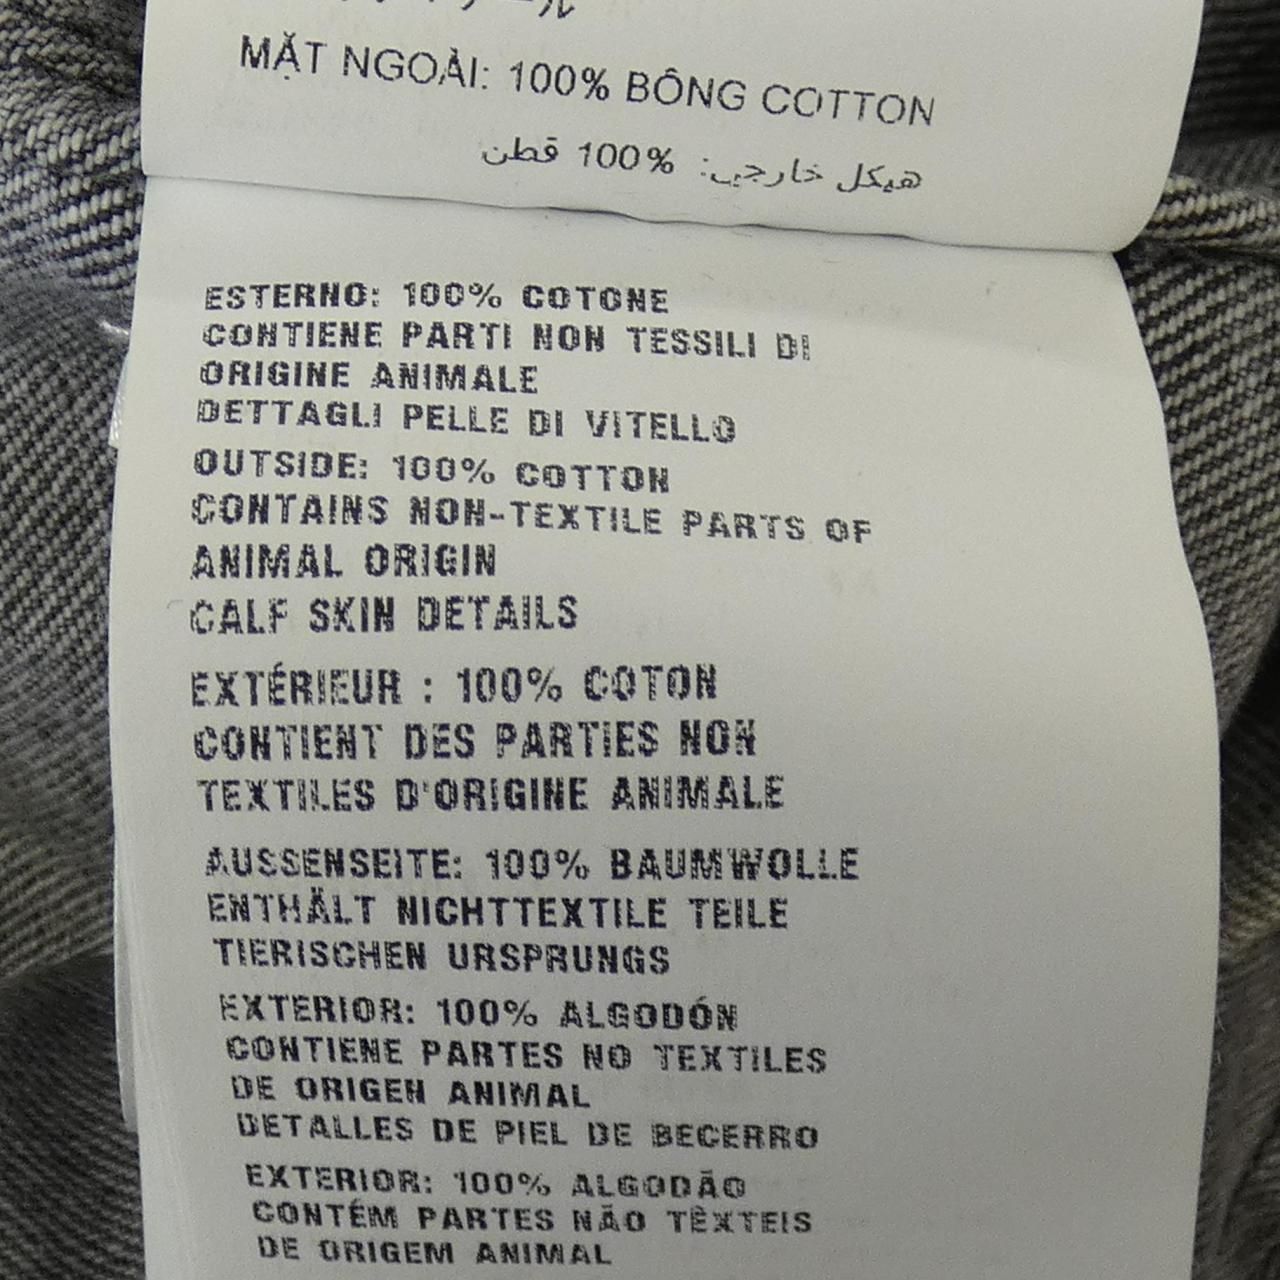 MẶT NGOÀI: 100% BÔNG COTTON
هيكل خارجي: 100% قطن
ESTERNO: 100% COTONE
CONTIENE PARTI NON TESSILI DI
ORIGINE ANIMALE
DETTAGLI PELLE DI VITELLO
OUTSIDE: 100% COTTON
CONTAINS NON-TEXTILE PARTS OF
ANIMAL ORIGIN
CALF SKIN DETAILS
EXTÉRIEUR : 100% COTON
CONTIENT DES PARTIES NON
TEXTILES D'ORIGINE ANIMALE
AUSSENSEITE: 100% BAUMWOLLE
ENTHÄLT NICHTTEXTILE TEILE
TIERISCHEN URSPRUNGS
EXTERIOR: 100% ALGODÓN
CONTIENE PARTES NO TEXTILES
DE ORIGEN ANIMAL
DETALLES DE PIEL DE BECERRO
EXTERIOR: 100% ALGODÃO
CONTÉM PARTES NÃO TÊXTEIS
DE ORIGEM ANIMAL